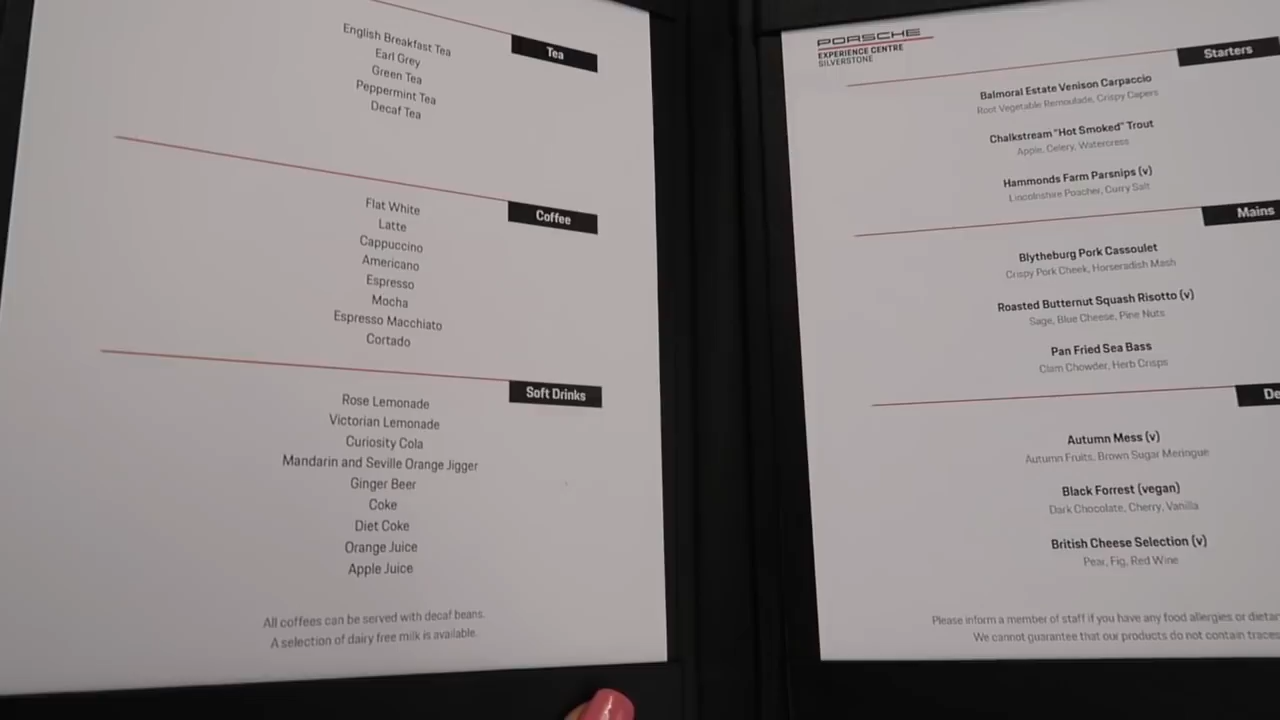 Tea
English Breakfast Tea
Earl Grey
Green Tea
Peppermint Tea
Decaf Tea
Coffee
Flat White
Latte
Cappuccino
Americano
Espresso
Mocha
Espresso Macchiato
Cortado
Soft Drinks
Rose Lemonade
Victorian Lemonade
Curiosity Cola
Mandarin and Seville Orange Jigger
Ginger Beer
Coke
Diet Coke
Orange Juice
Apple Juice
All coffees can be served with decaf beans.
A selection of dairy free milk is available.
PORSCHE
EXPERIENCE CENTRE
SILVERSTONE
Starters
Balmoral Estate Venison Carpaccio
Root Vegetable Remoulade, Crispy Capers
Chalkstream "Hot Smoked" Trout
Apple, Celery, Watercress
Hammonds Farm Parsnips (v)
Lincolnshire Poacher, Curry Salt
Mains
Blytheburg Pork Cassoulet
Crispy Pork Cheek, Horseradish Mash
Roasted Butternut Squash Risotto (v)
Sage, Blue Cheese, Pine Nuts
Pan Fried Sea Bass
Clam Chowder, Herb Crisps
De
Autumn Mess (v)
Autumn Fruits, Brown Sugar Meringue
Black Forrest (vegan)
Dark Chocolate, Cherry, Vanilla
British Cheese Selection (v)
Pear, Fig, Red Wine
Please inform a member of staff if you have any food allergies or dietar
We cannot guarantee that our products do not contain traces